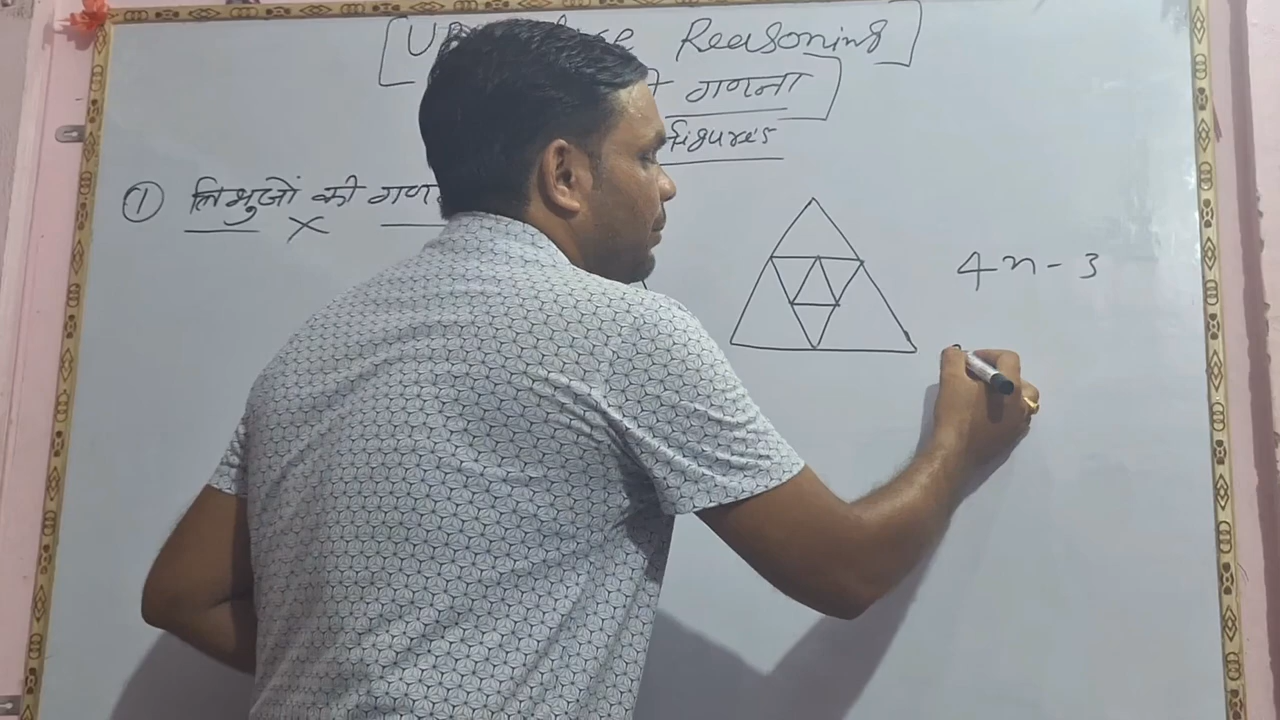 Reasoning
गणना
figures
① त्रिभुजों की
4n - 3